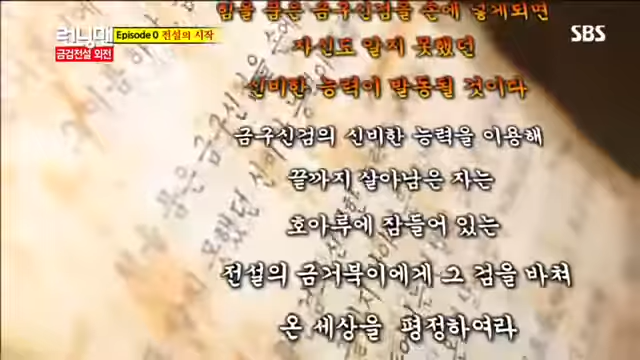 런닝맨
금검전설 외전
Episode 0 전설의 시작
SBS
힘을 품은 금구신검을 손에 넣게되면
자신도 알지 못했던
신비한 능력이 발동될 것이다
금구신검의 신비한 능력을 이용해
끝까지 살아남은 자는
호아루에 잠들어 있는
전설의 금거북이에게 그 검을 바쳐
온 세상을 평정하여라